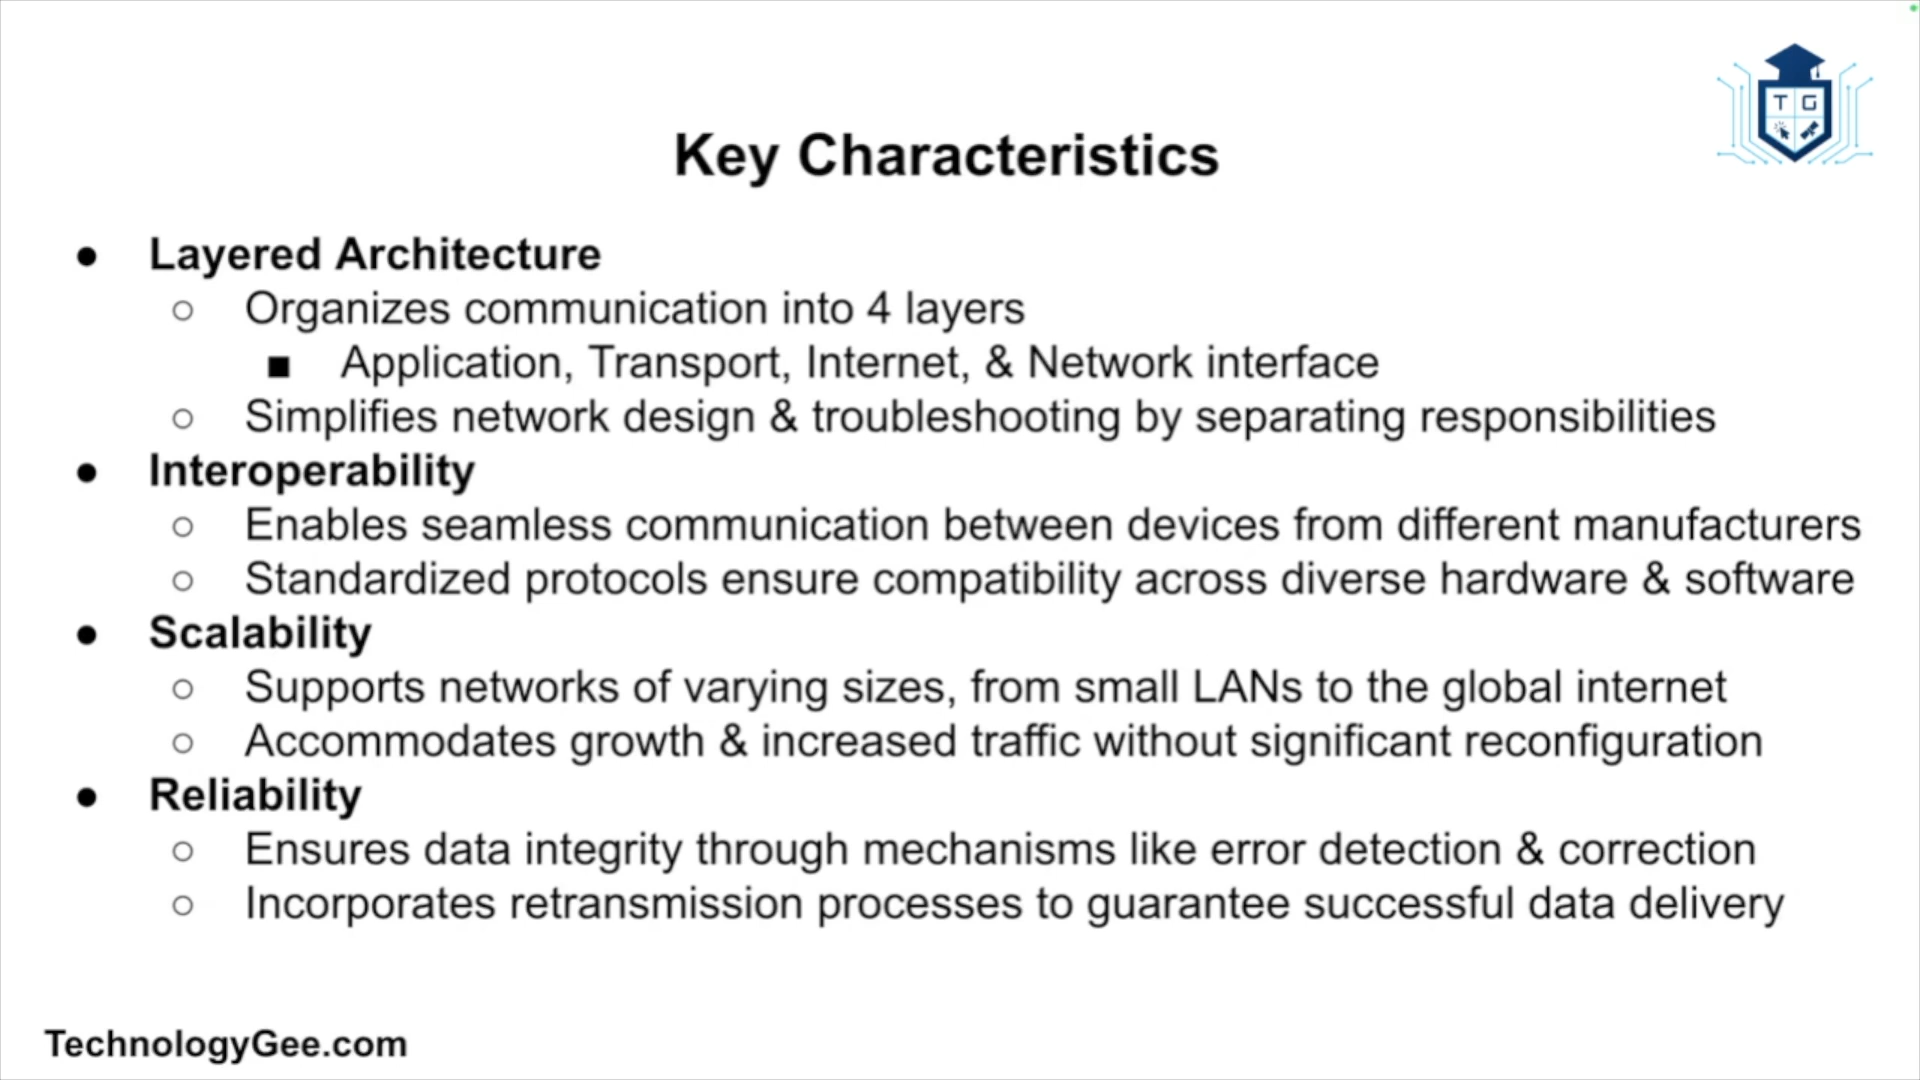 T G
Key Characteristics
● Layered Architecture
○ Organizes communication into 4 layers
■ Application, Transport, Internet, & Network interface
○ Simplifies network design & troubleshooting by separating responsibilities
● Interoperability
○ Enables seamless communication between devices from different manufacturers
○ Standardized protocols ensure compatibility across diverse hardware & software
● Scalability
○ Supports networks of varying sizes, from small LANs to the global internet
○ Accommodates growth & increased traffic without significant reconfiguration
● Reliability
○ Ensures data integrity through mechanisms like error detection & correction
○ Incorporates retransmission processes to guarantee successful data delivery
TechnologyGee.com